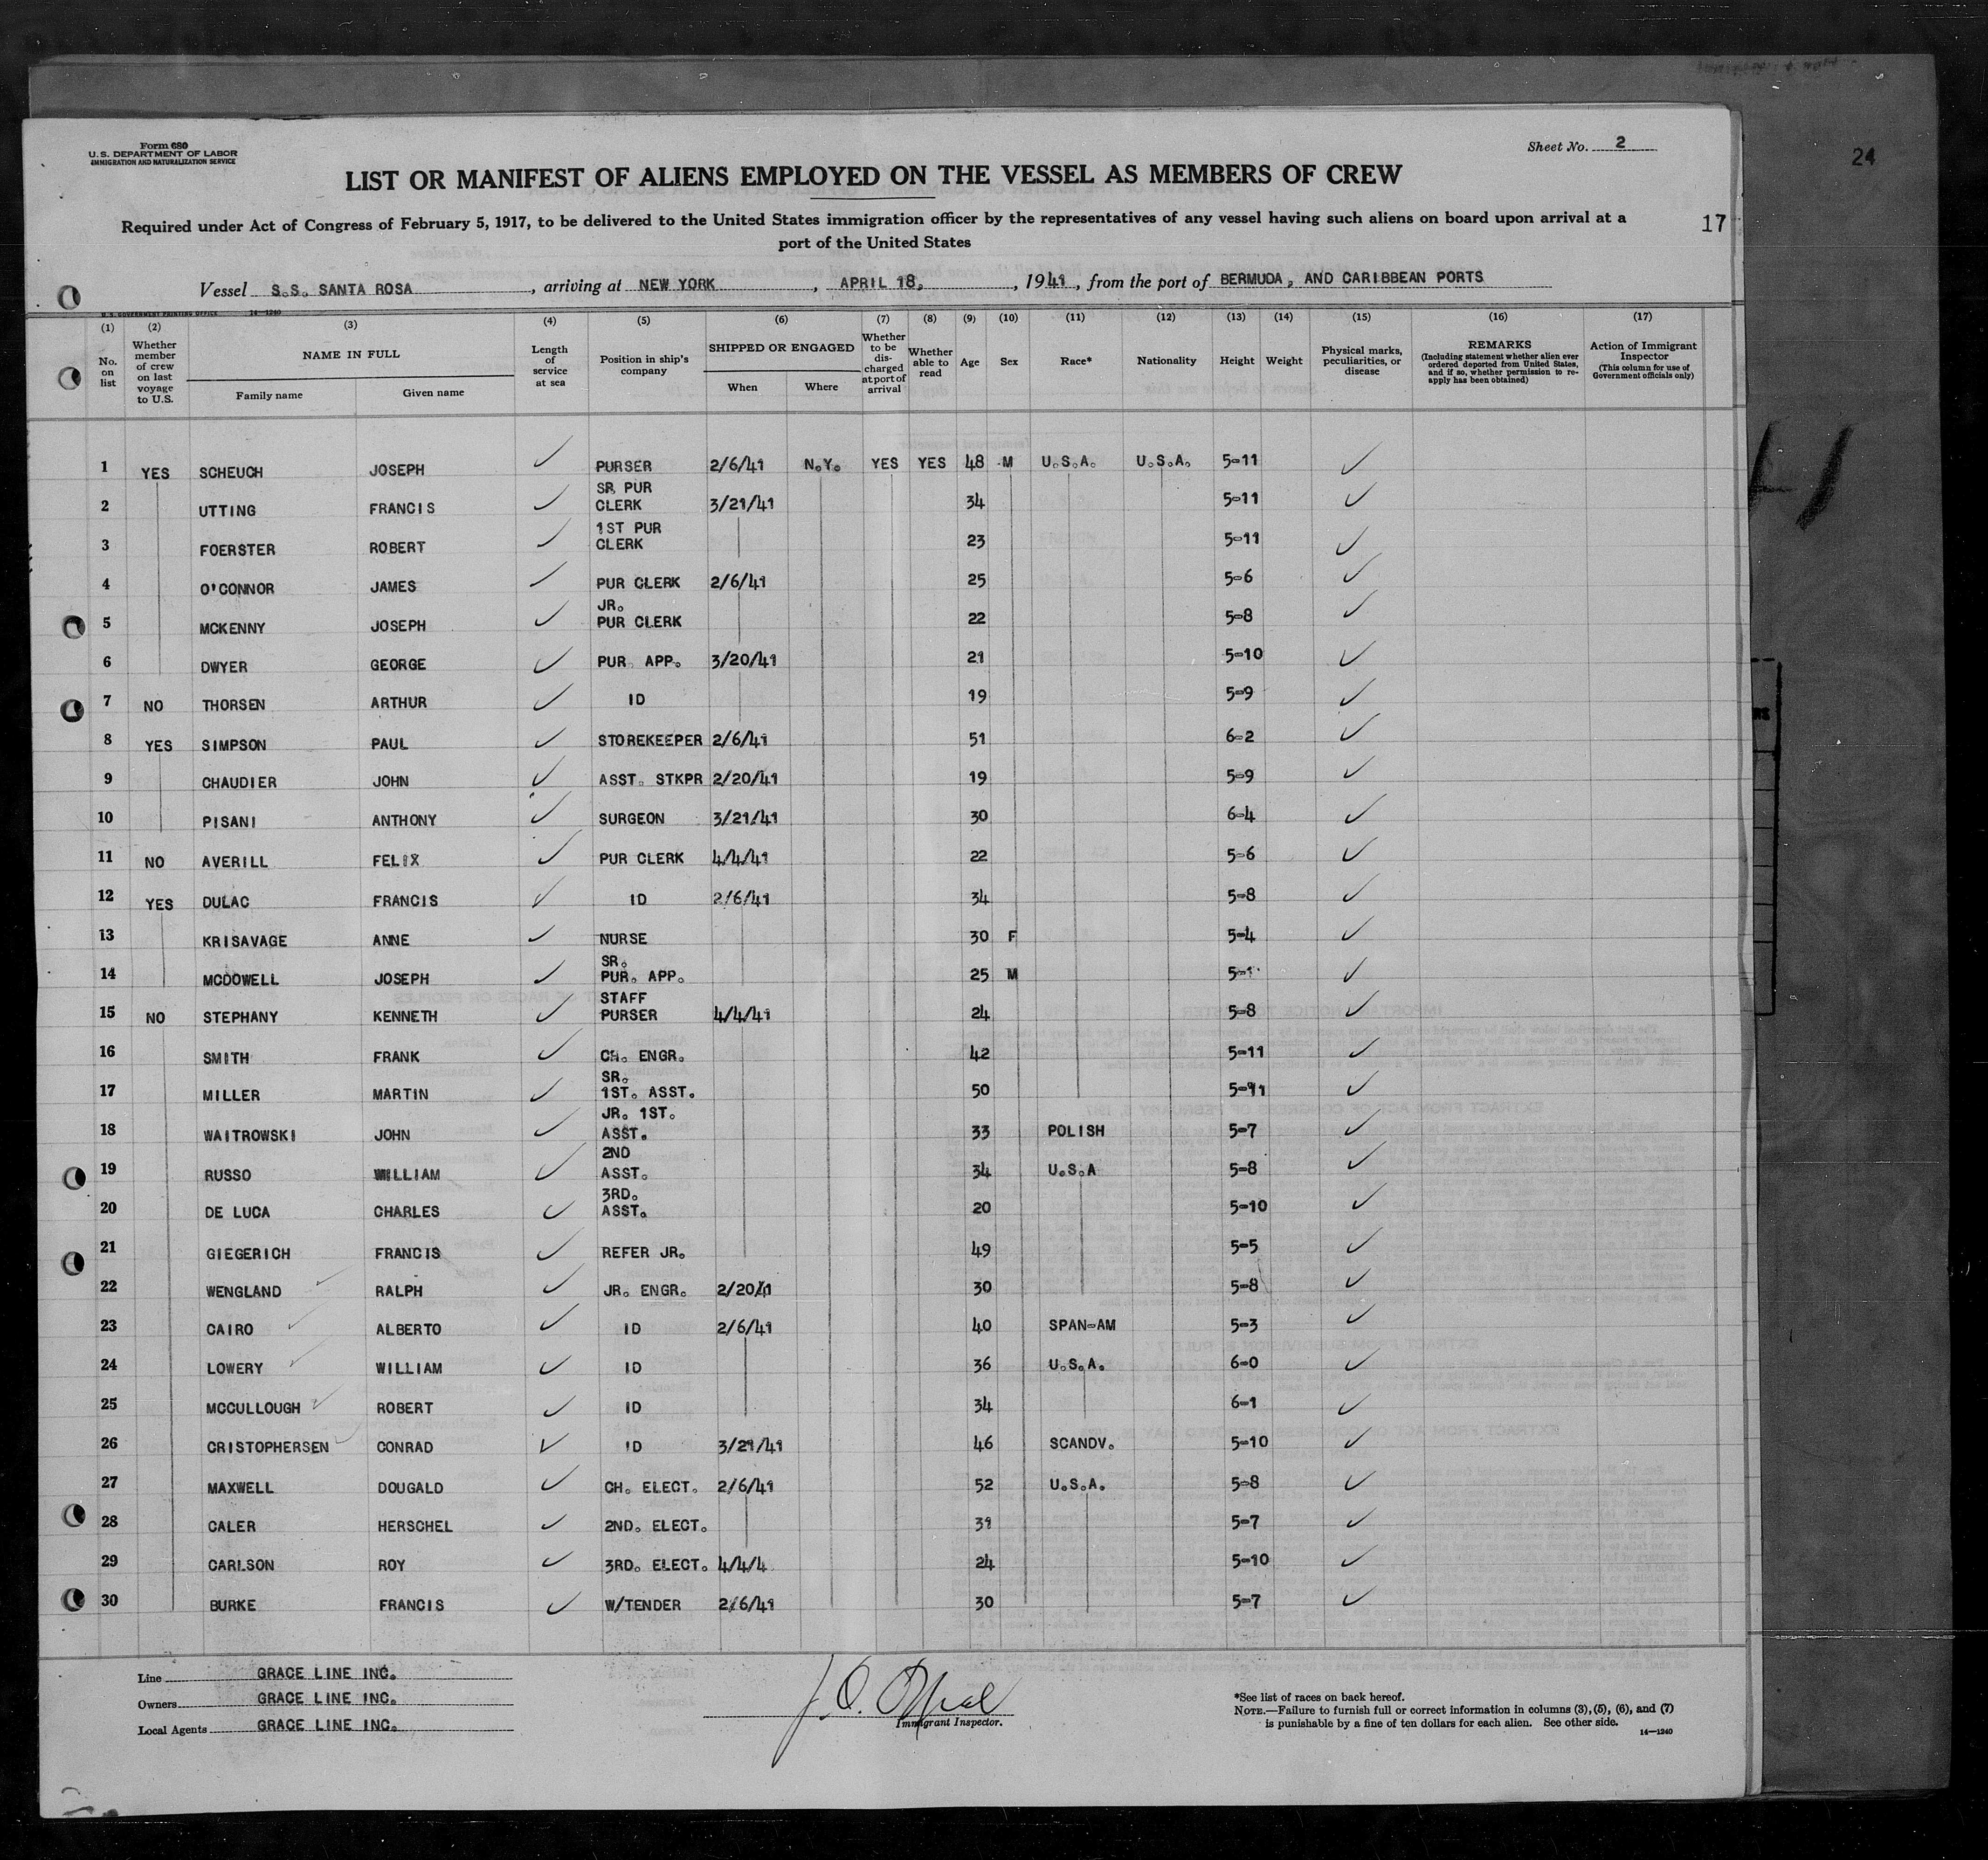 Form 680
U. S. DEPARTMENT OF LABOR
IMMIGRATION AND NATURALIZATION SERVICE
Sheet No. 2
24
LIST OR MANIFEST OF ALIENS EMPLOYED ON THE VESSEL AS MEMBERS OF CREW
Required under Act of Congress of February 5, 1917, to be delivered to the United States immigration officer by the representatives of any vessel having such aliens on board upon arrival at a
port of the United States
17
Vessel S.S. SANTA ROSA, arriving at NEW YORK, APRIL 18, 1941, from the port of BERMUDA, AND CARIBBEAN PORTS
U. S. GOVERNMENT PRINTING OFFICE 14—1240
(1) No. on list
(2) Whether member of crew on last voyage to U.S.
(3) NAME IN FULL Family name Given name
(4) Length of service at sea
(5) Position in ship's company
(6) SHIPPED OR ENGAGED When Where
(7) Whether to be discharged at port of arrival
(8) Whether able to read
(9) Age
(10) Sex
(11) Race*
(12) Nationality
(13) Height
(14) Weight
(15) Physical marks, peculiarities, or disease
(16) REMARKS (Including statement whether alien ever ordered deported from United States, and if so, whether permission to re-apply has been obtained)
(17) Action of Immigrant Inspector (This column for use of Government officials only)
1 YES SCHEUCH JOSEPH PURSER 2/6/41 N.Y. YES YES 48 M U.S.A. U.S.A. 5-11
2 UTTING FRANCIS SR PUR CLERK 3/21/41 34 5-11
3 FOERSTER ROBERT 1ST PUR CLERK 23 5-11
4 O'CONNOR JAMES PUR CLERK 2/6/41 25 5-6
5 MCKENNY JOSEPH JR. PUR CLERK 22 5-8
6 DWYER GEORGE PUR. APP. 3/20/41 21 5-10
7 NO THORSEN ARTHUR ID 19 5-9
8 YES SIMPSON PAUL STOREKEEPER 2/6/41 51 6-2
9 CHAUDIER JOHN ASST. STKPR 2/20/41 19 5-9
10 PISANI ANTHONY SURGEON 3/21/41 30 6-4
11 NO AVERILL FELIX PUR CLERK 4/4/41 22 5-6
12 YES DULAC FRANCIS ID 2/6/41 34 5-8
13 KRISAVAGE ANNE NURSE 30 F 5-4
14 MCDOWELL JOSEPH SR. PUR. APP. 25 M 5-1
15 NO STEPHANY KENNETH STAFF PURSER 4/4/41 24 5-8
16 SMITH FRANK CH. ENGR. 42 5-11
17 MILLER MARTIN SR. 1ST. ASST. 50 5-11
18 WAITROWSKI JOHN JR. 1ST. ASST. 33 POLISH 5-7
19 RUSSO WILLIAM 2ND ASST. 34 U.S.A 5-8
20 DE LUCA CHARLES 3RD. ASST. 20 5-10
21 GIEGERICH FRANCIS REFER JR. 49 5-5
22 WENGLAND RALPH JR. ENGR. 2/20/41 30 5-8
23 CAIRO ALBERTO ID 2/6/41 40 SPAN-AM 5-3
24 LOWERY WILLIAM ID 36 U.S.A. 6-0
25 MCCULLOUGH ROBERT ID 34 6-1
26 CRISTOPHERSEN CONRAD ID 3/21/41 46 SCANDV. 5-10
27 MAXWELL DOUGALD CH. ELECT. 2/6/41 52 U.S.A. 5-8
28 CALER HERSCHEL 2ND. ELECT. 39 5-7
29 CARLSON ROY 3RD. ELECT. 4/4/4 24 5-10
30 BURKE FRANCIS W/TENDER 2/6/41 30 5-7
Line GRACE LINE INC.
Owners GRACE LINE INC.
Local Agents GRACE LINE INC.
Immigrant Inspector.
*See list of races on back hereof.
NOTE.—Failure to furnish full or correct information in columns (3), (5), (6), and (7)
is punishable by a fine of ten dollars for each alien. See other side.
14—1240